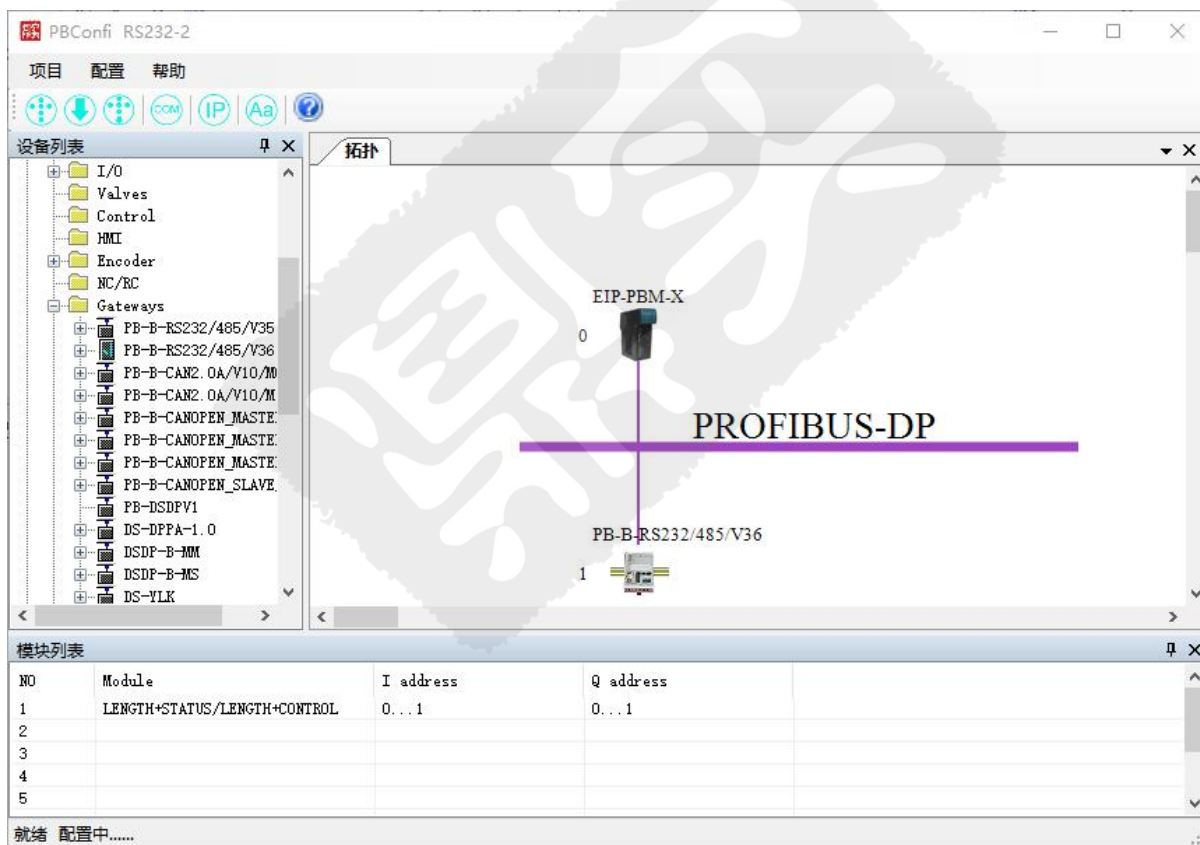 PBConfi RS232-2
项目 配置 帮助
COM IP Aa ?
设备列表
拓扑
I/O
Valves
Control
HMI
Encoder
NC/RC
Gateways
PB-B-RS232/485/V35
PB-B-RS232/485/V36
PB-B-CAN2.0A/V10/M
PB-B-CAN2.0A/V10/M
PB-B-CANOPEN_MASTE
PB-B-CANOPEN_MASTE
PB-B-CANOPEN_MASTE
PB-B-CANOPEN_SLAVE
PB-DSDPV1
DS-DPPA-1.0
DSDP-B-MM
DSDP-B-MS
DS-YLK
EIP-PBM-X
0
PROFIBUS-DP
PB-B-RS232/485/V36
1
模块列表
NO Module I address Q address
1 LENGTH+STATUS/LENGTH+CONTROL 0...1 0...1
2
3
4
5
就绪 配置中......